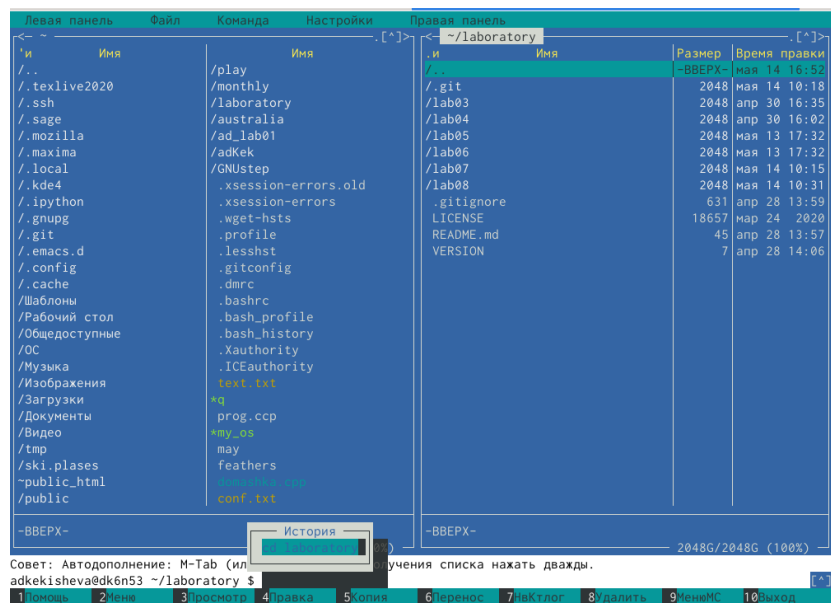 Левая панель Файл Команда Настройки Правая панель
<— ~ .[^]>
'и Имя Имя
/.. /play
/.texlive2020 /monthly
/.ssh /laboratory
/.sage /australia
/.mozilla /ad_lab01
/.maxima /adKek
/.local /GNUstep
/.kde4 .xsession-errors.old
/.ipython .xsession-errors
/.gnupg .wget-hsts
/.git .profile
/.emacs.d .lesshst
/.config .gitconfig
/.cache .dmrc
/Шаблоны .bashrc
/Рабочий стол .bash_profile
/Общедоступные .bash_history
/ОС .Xauthority
/Музыка .ICEauthority
/Изображения text.txt
/Загрузки *q
/Документы prog.ccp
/Видео *my_os
/tmp may
/ski.plases feathers
~public_html domashka.cpp
/public conf.txt
-ВВЕРХ-
<— ~/laboratory .[^]>
.и Имя Размер Время правки
/.. -ВВЕРХ- мая 14 16:52
/.git 2048 мая 14 10:18
/lab03 2048 апр 30 16:35
/lab04 2048 апр 30 16:02
/lab05 2048 мая 13 17:32
/lab06 2048 мая 13 17:32
/lab07 2048 мая 14 10:15
/lab08 2048 мая 14 10:31
.gitignore 631 апр 28 13:59
LICENSE 18657 мар 24 2020
README.md 45 апр 28 13:57
VERSION 7 апр 28 14:06
-ВВЕРХ-
2048G/2048G (100%)
История
cd laboratory
Совет: Автодополнение: M-Tab (ил олучения списка нажать дважды.
adkekisheva@dk6n53 ~/laboratory $ [^]
1Помощь 2Меню 3Просмотр 4Правка 5Копия 6Перенос 7НвКтлог 8Удалить 9МенюMC 10Выход